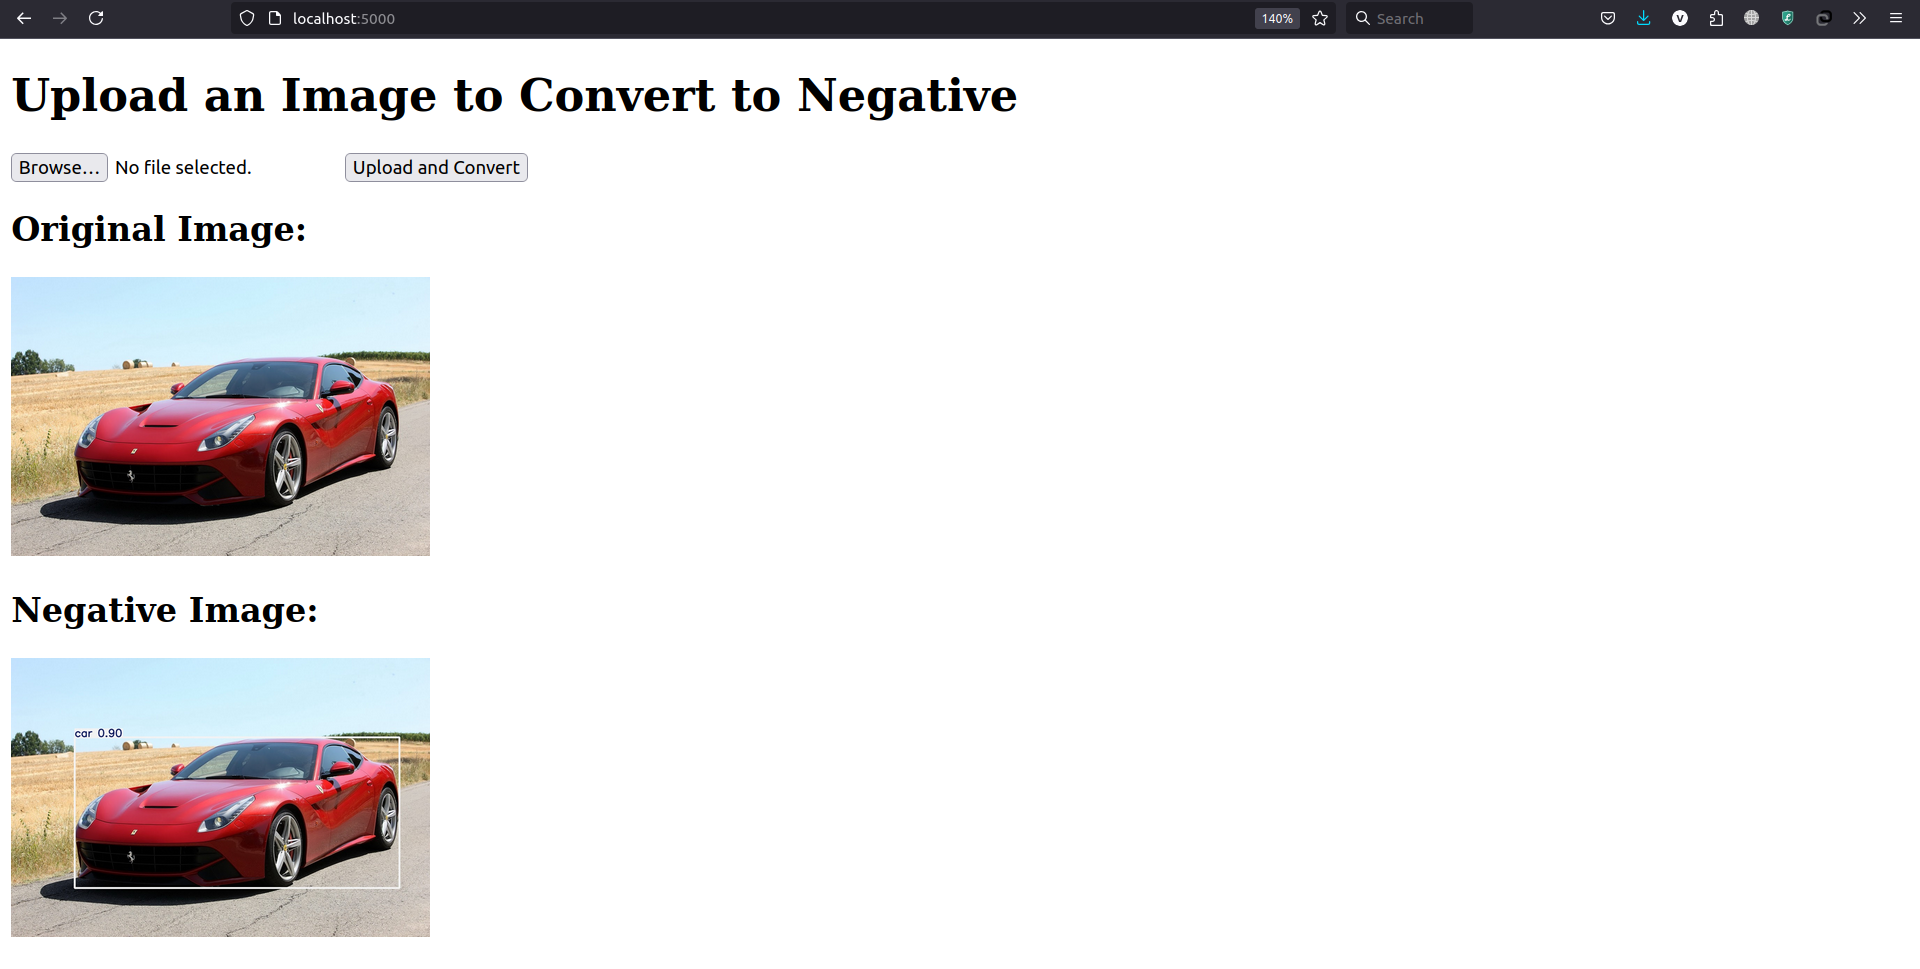 localhost:5000
140%
Search
Upload an Image to Convert to Negative
Browse... No file selected.
Upload and Convert
Original Image:
Negative Image:
car 0.90